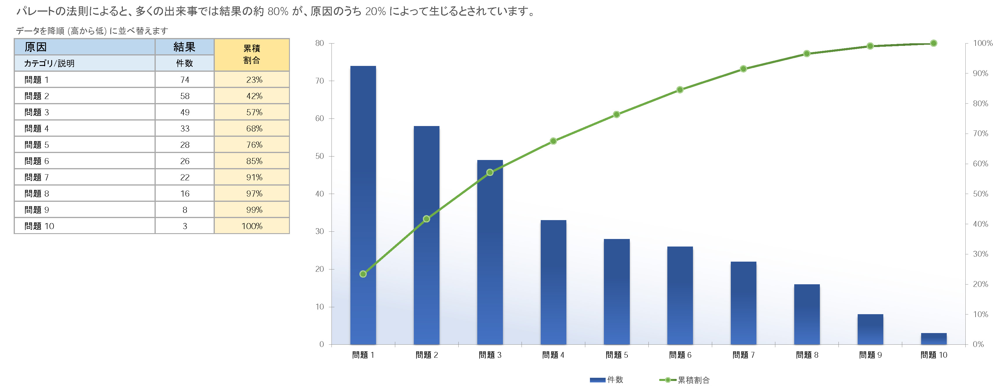 パレートの法則によると、多くの出来事では結果の約 80% が、原因のうち 20% によって生じるとされています。
データを降順 (高から低) に並べ替えます
原因 結果 累積割合
カテゴリ/説明 件数
問題 1 74 23%
問題 2 58 42%
問題 3 49 57%
問題 4 33 68%
問題 5 28 76%
問題 6 26 85%
問題 7 22 91%
問題 8 16 97%
問題 9 8 99%
問題 10 3 100%
80
70
60
50
40
30
20
10
0
100%
90%
80%
70%
60%
50%
40%
30%
20%
10%
0%
問題 1 問題 2 問題 3 問題 4 問題 5 問題 6 問題 7 問題 8 問題 9 問題 10
件数 累積割合